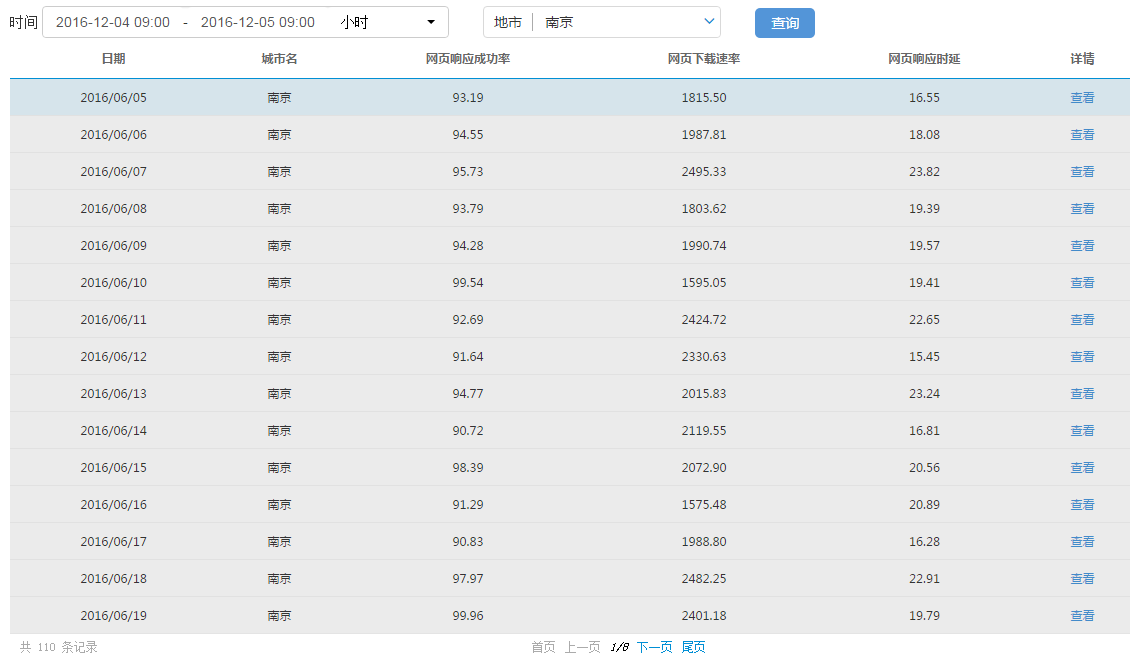 时间 2016-12-04 09:00 - 2016-12-05 09:00 小时 地市 南京 查询
日期 城市名 网页响应成功率 网页下载速率 网页响应时延 详情
2016/06/05 南京 93.19 1815.50 16.55 查看
2016/06/06 南京 94.55 1987.81 18.08 查看
2016/06/07 南京 95.73 2495.33 23.82 查看
2016/06/08 南京 93.79 1803.62 19.39 查看
2016/06/09 南京 94.28 1990.74 19.57 查看
2016/06/10 南京 99.54 1595.05 19.41 查看
2016/06/11 南京 92.69 2424.72 22.65 查看
2016/06/12 南京 91.64 2330.63 15.45 查看
2016/06/13 南京 94.77 2015.83 23.24 查看
2016/06/14 南京 90.72 2119.55 16.81 查看
2016/06/15 南京 98.39 2072.90 20.56 查看
2016/06/16 南京 91.29 1575.48 20.89 查看
2016/06/17 南京 90.83 1988.80 16.28 查看
2016/06/18 南京 97.97 2482.25 22.91 查看
2016/06/19 南京 99.96 2401.18 19.79 查看
共 110 条记录 首页 上一页 1/8 下一页 尾页